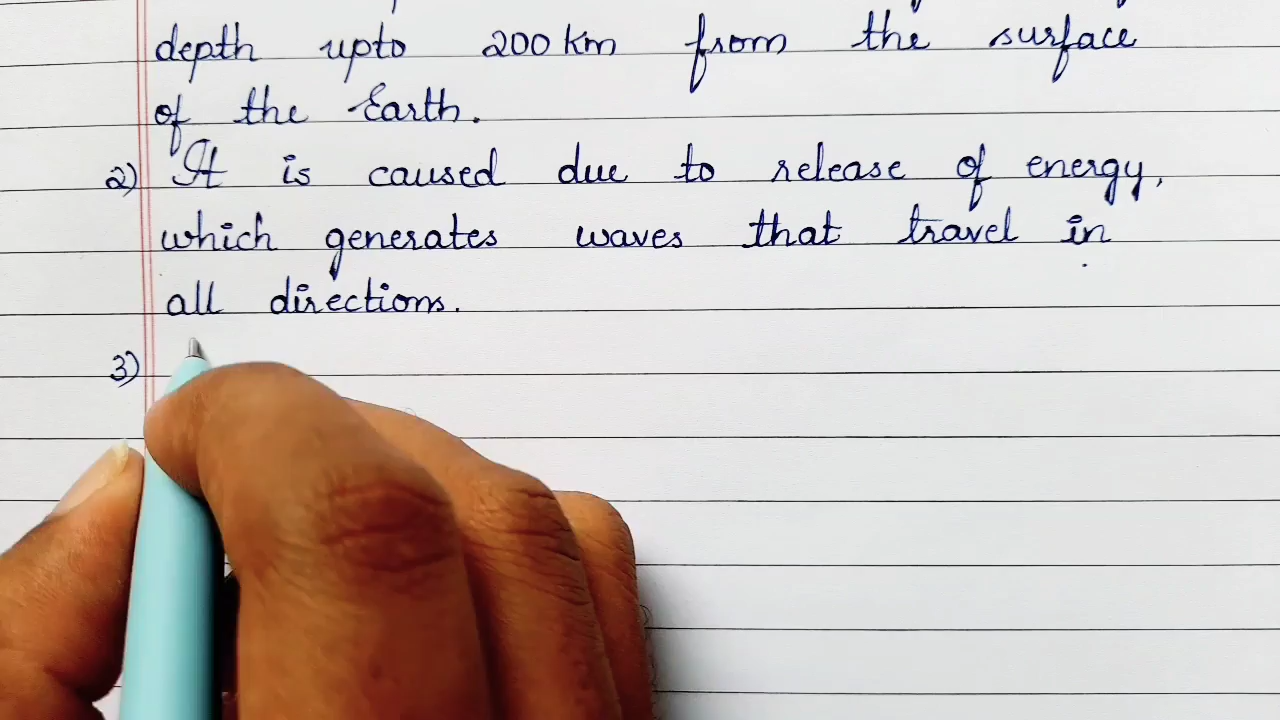 depth upto 200 km from the surface
of the Earth.
2) It is caused due to release of energy,
which generates waves that travel in
all directions.
3)